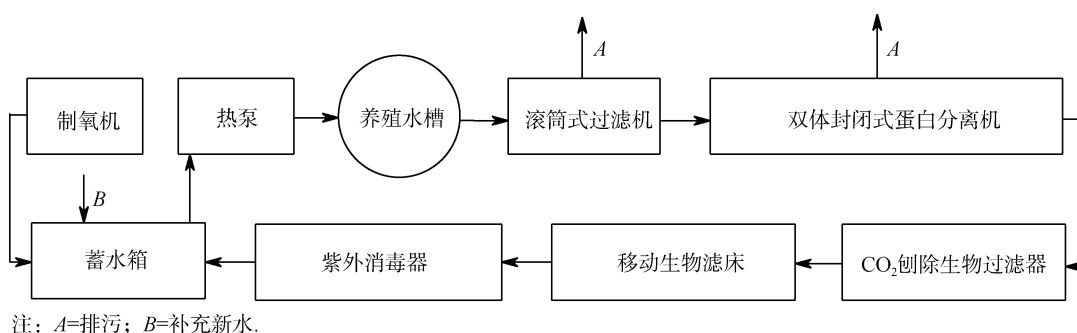 A
A
制氧机
热泵
养殖水槽
滚筒式过滤机
双体封闭式蛋白分离机
B
蓄水箱
紫外消毒器
移动生物滤床
CO₂刨除生物过滤器
注：A=排污；B=补充新水.